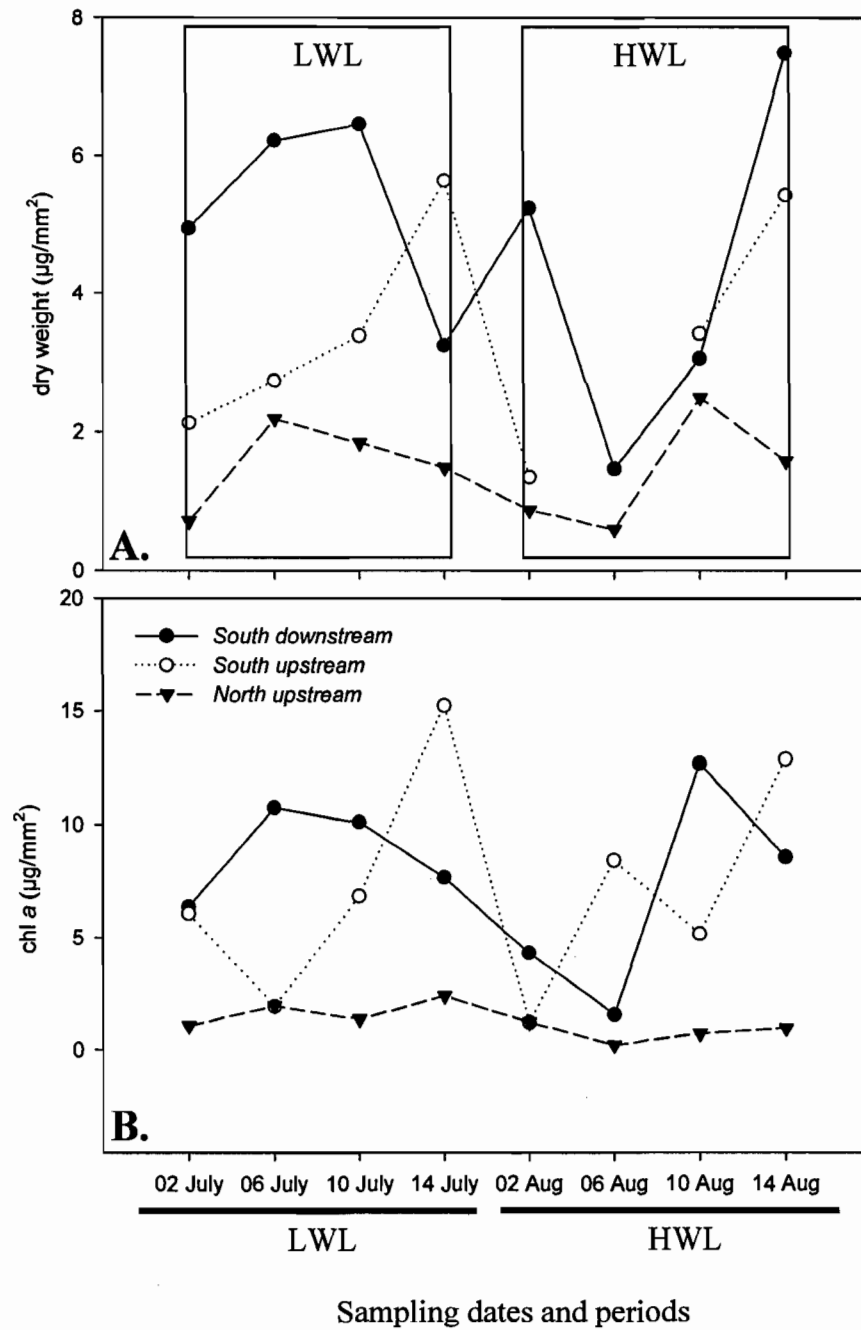 8
LWL
HWL
6
dry weight (µg/mm²)
4
2
A.
0
20
South downstream
South upstream
North upstream
15
10
chl a (µg/mm²)
5
0
B.
02 July 06 July 10 July 14 July 02 Aug 06 Aug 10 Aug 14 Aug
LWL HWL
Sampling dates and periods